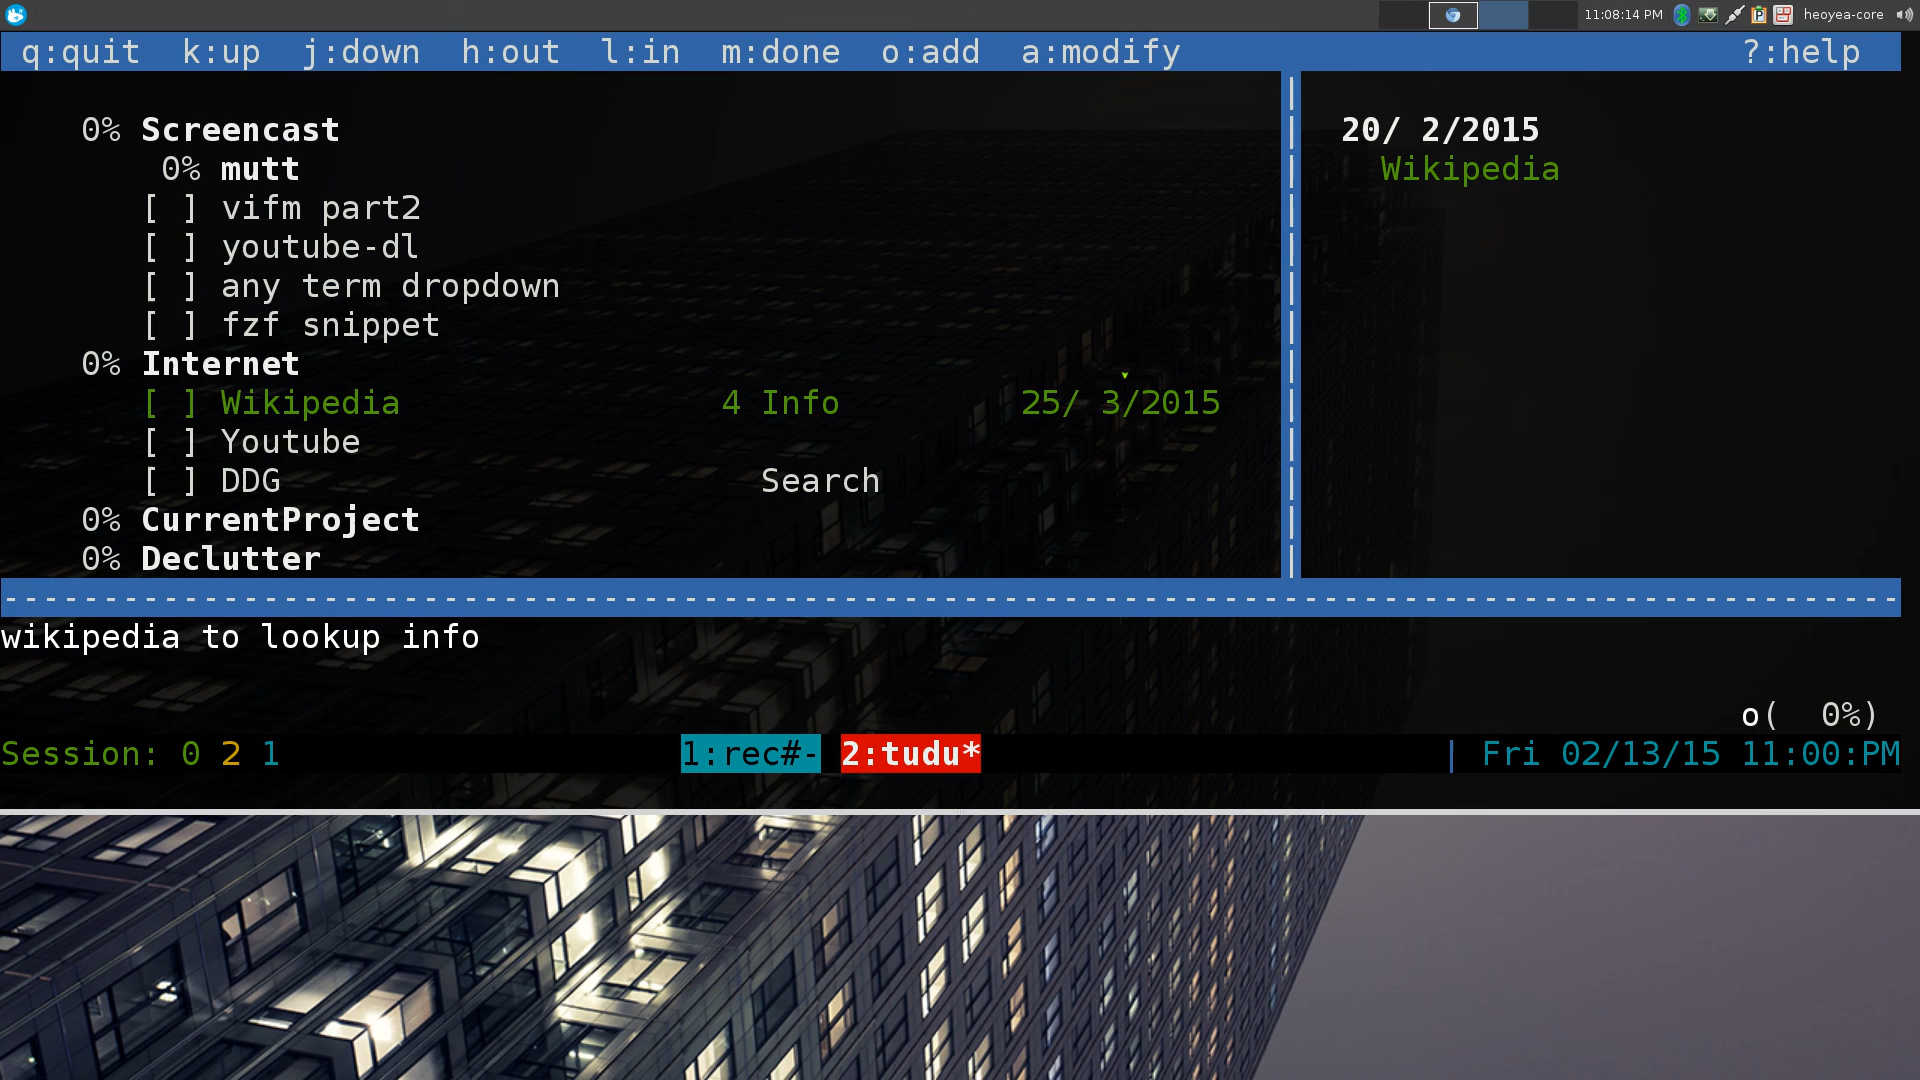 11:08:14 PM heoyea-core
q:quit k:up j:down h:out l:in m:done o:add a:modify ?:help
0% Screencast
0% mutt
[ ] vifm part2
[ ] youtube-dl
[ ] any term dropdown
[ ] fzf snippet
0% Internet
[ ] Wikipedia 4 Info 25/ 3/2015
[ ] Youtube
[ ] DDG Search
0% CurrentProject
0% Declutter
20/ 2/2015
Wikipedia
wikipedia to lookup info
o( 0%)
Session: 0 2 1 1:rec#- 2:tudu* | Fri 02/13/15 11:00:PM